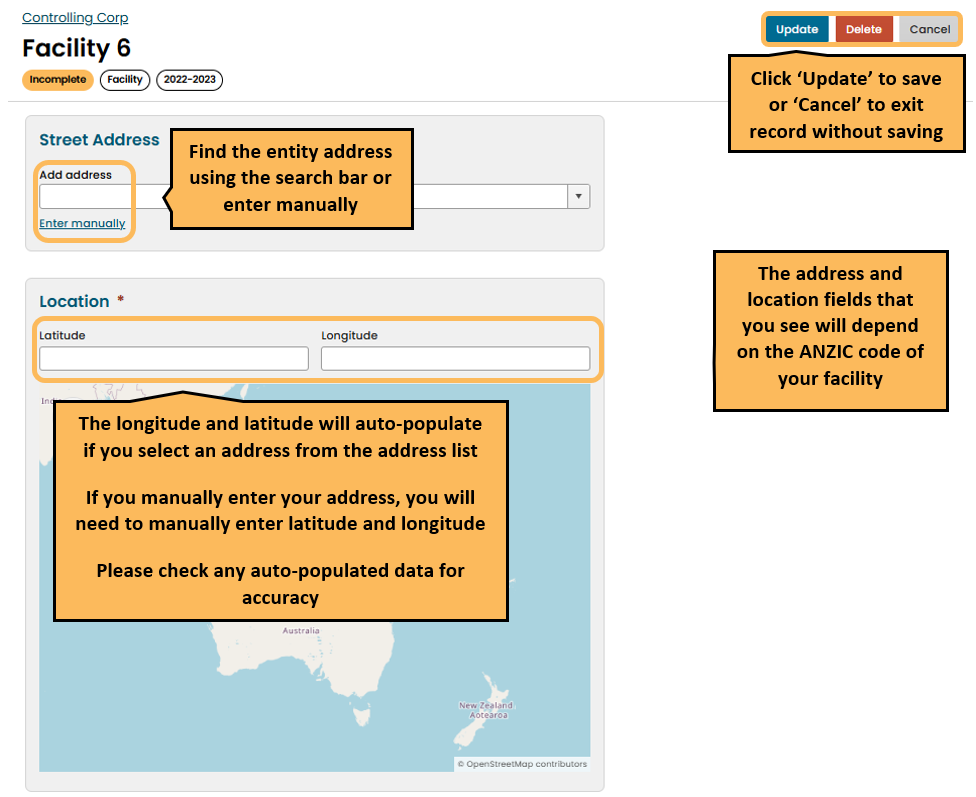 Controlling Corp
Facility 6
Incomplete Facility 2022-2023
Update Delete Cancel
Click ‘Update’ to save
or ‘Cancel’ to exit
record without saving
Street Address
Add address
Enter manually
Find the entity address
using the search bar or
enter manually
The address and
location fields that
you see will depend
on the ANZIC code of
your facility
Location *
Latitude Longitude
The longitude and latitude will auto-populate
if you select an address from the address list
If you manually enter your address, you will
need to manually enter latitude and longitude
Please check any auto-populated data for
accuracy
Australia
New Zealand
Aotearoa
© OpenStreetMap contributors